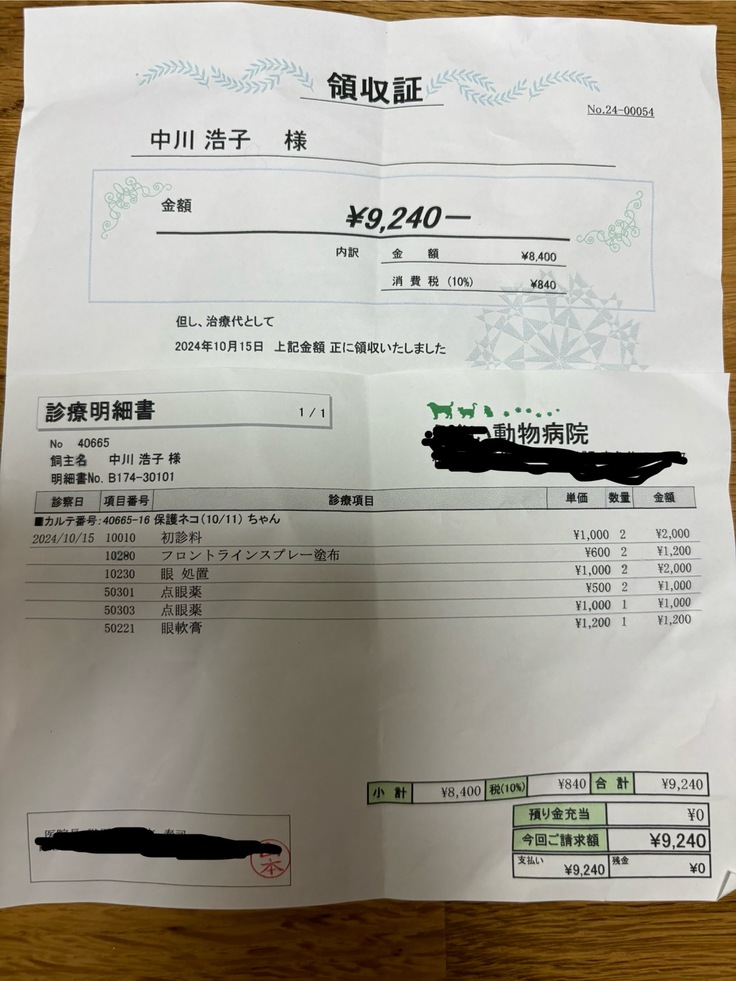 領収証
No.24-00054
中川 浩子 様
金額 ¥9,240ー
内訳 金 額 ¥8,400
消費税(10%) ¥840
但し、治療代として
2024年10月15日 上記金額 正に領収いたしました
診療明細書 1/1
動物病院
No 40665
飼主名 中川 浩子 様
明細書No. B174-30101
診察日 項目番号 診療項目 単価 数量 金額
■カルテ番号:40665-16 保護ネコ(10/11) ちゃん
2024/10/15 10010 初診料 ¥1,000 2 ¥2,000
10280 フロントラインスプレー塗布 ¥600 2 ¥1,200
10230 眼 処置 ¥1,000 2 ¥2,000
50301 点眼薬 ¥500 2 ¥1,000
50303 点眼薬 ¥1,000 1 ¥1,000
50221 眼軟膏 ¥1,200 1 ¥1,200
小 計 ¥8,400 税(10%) ¥840 合 計 ¥9,240
預り金充当 ¥0
今回ご請求額 ¥9,240
支払い ¥9,240 残金 ¥0
本